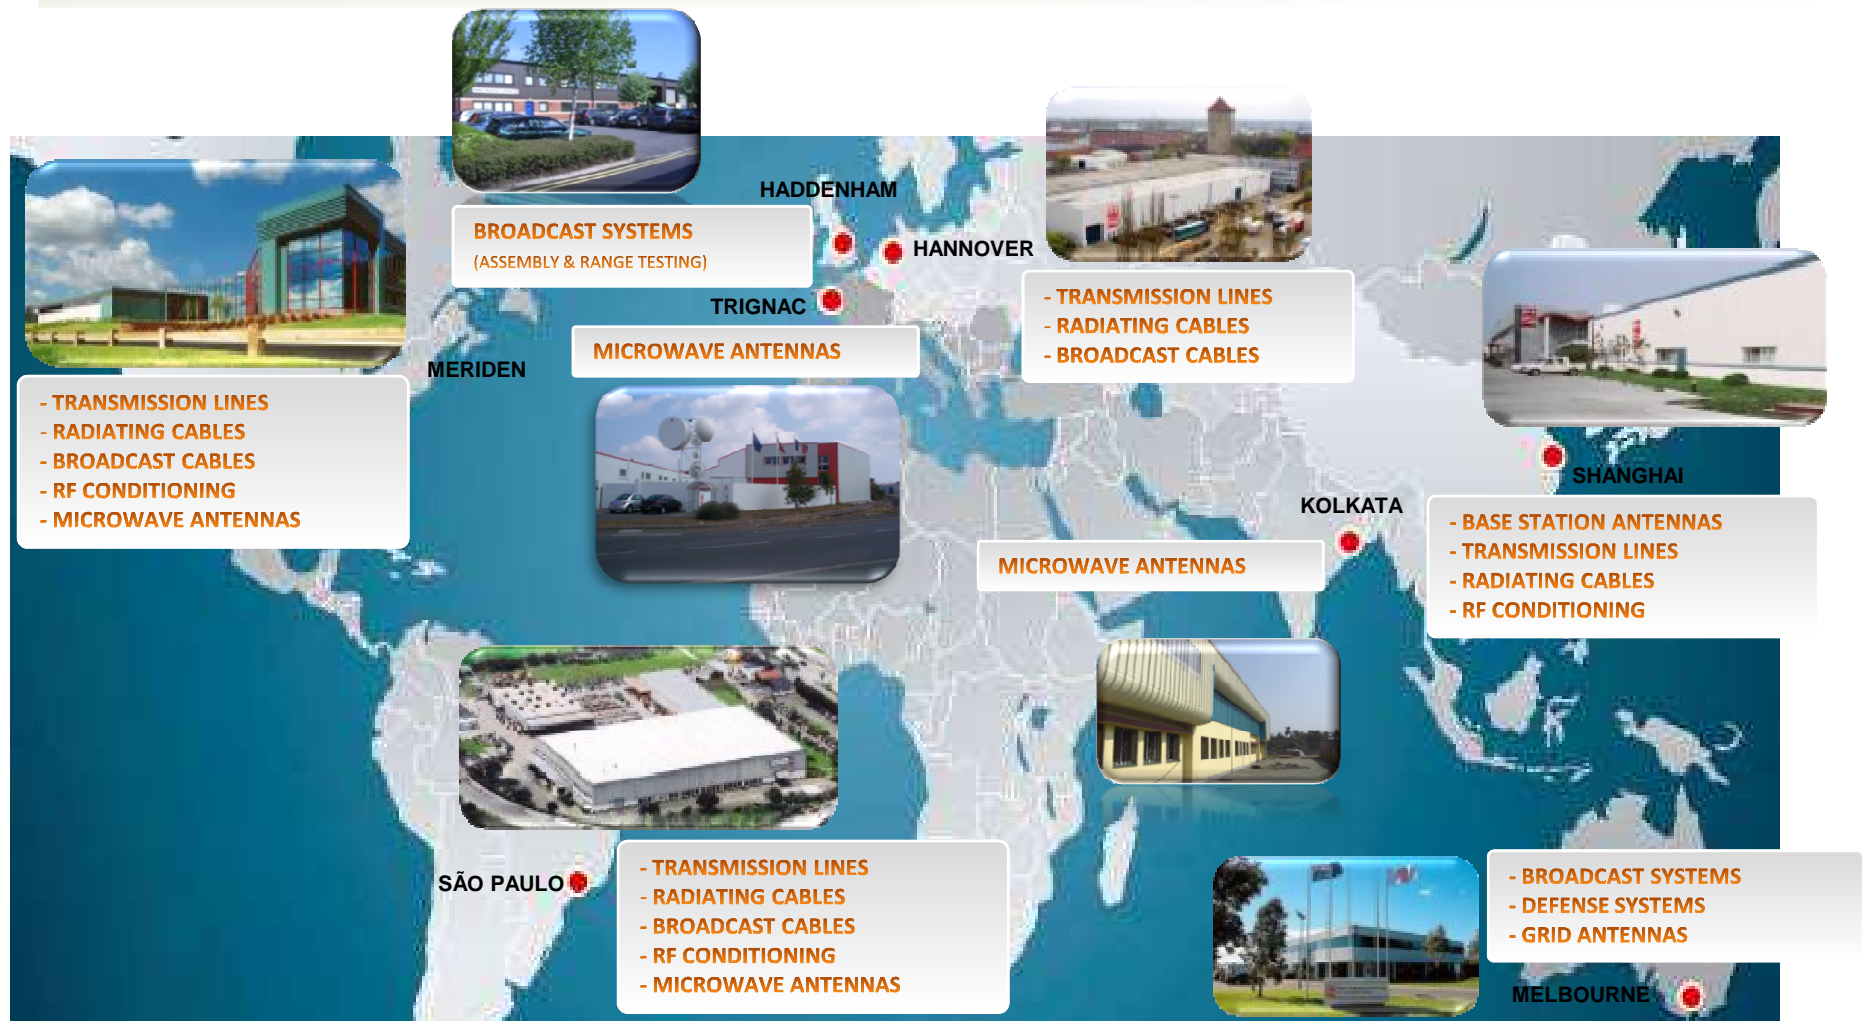 HADDENHAM
BROADCAST SYSTEMS
(ASSEMBLY & RANGE TESTING)
HANNOVER
- TRANSMISSION LINES
- RADIATING CABLES
- BROADCAST CABLES
TRIGNAC
MICROWAVE ANTENNAS
MERIDEN
- TRANSMISSION LINES
- RADIATING CABLES
- BROADCAST CABLES
- RF CONDITIONING
- MICROWAVE ANTENNAS
SHANGHAI
- BASE STATION ANTENNAS
- TRANSMISSION LINES
- RADIATING CABLES
- RF CONDITIONING
KOLKATA
MICROWAVE ANTENNAS
SÃO PAULO
- TRANSMISSION LINES
- RADIATING CABLES
- BROADCAST CABLES
- RF CONDITIONING
- MICROWAVE ANTENNAS
- BROADCAST SYSTEMS
- DEFENSE SYSTEMS
- GRID ANTENNAS
MELBOURNE